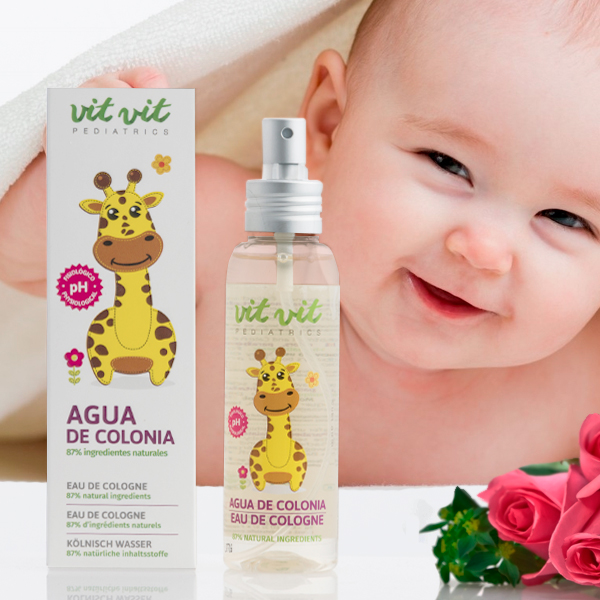 vit vit
PEDIATRICS
FISIOLÓGICO
pH
PHYSIOLOGICAL
AGUA
DE COLONIA
87% ingredientes naturales
EAU DE COLOGNE
87% natural ingredients
EAU DE COLOGNE
87% d'ingrédients naturels
KÖLNISCH WASSER
87% natürliche inhaltsstoffe
vit vit
PEDIATRICS
pH
AGUA DE COLONIA
EAU DE COLOGNE
87% NATURAL INGREDIENTS